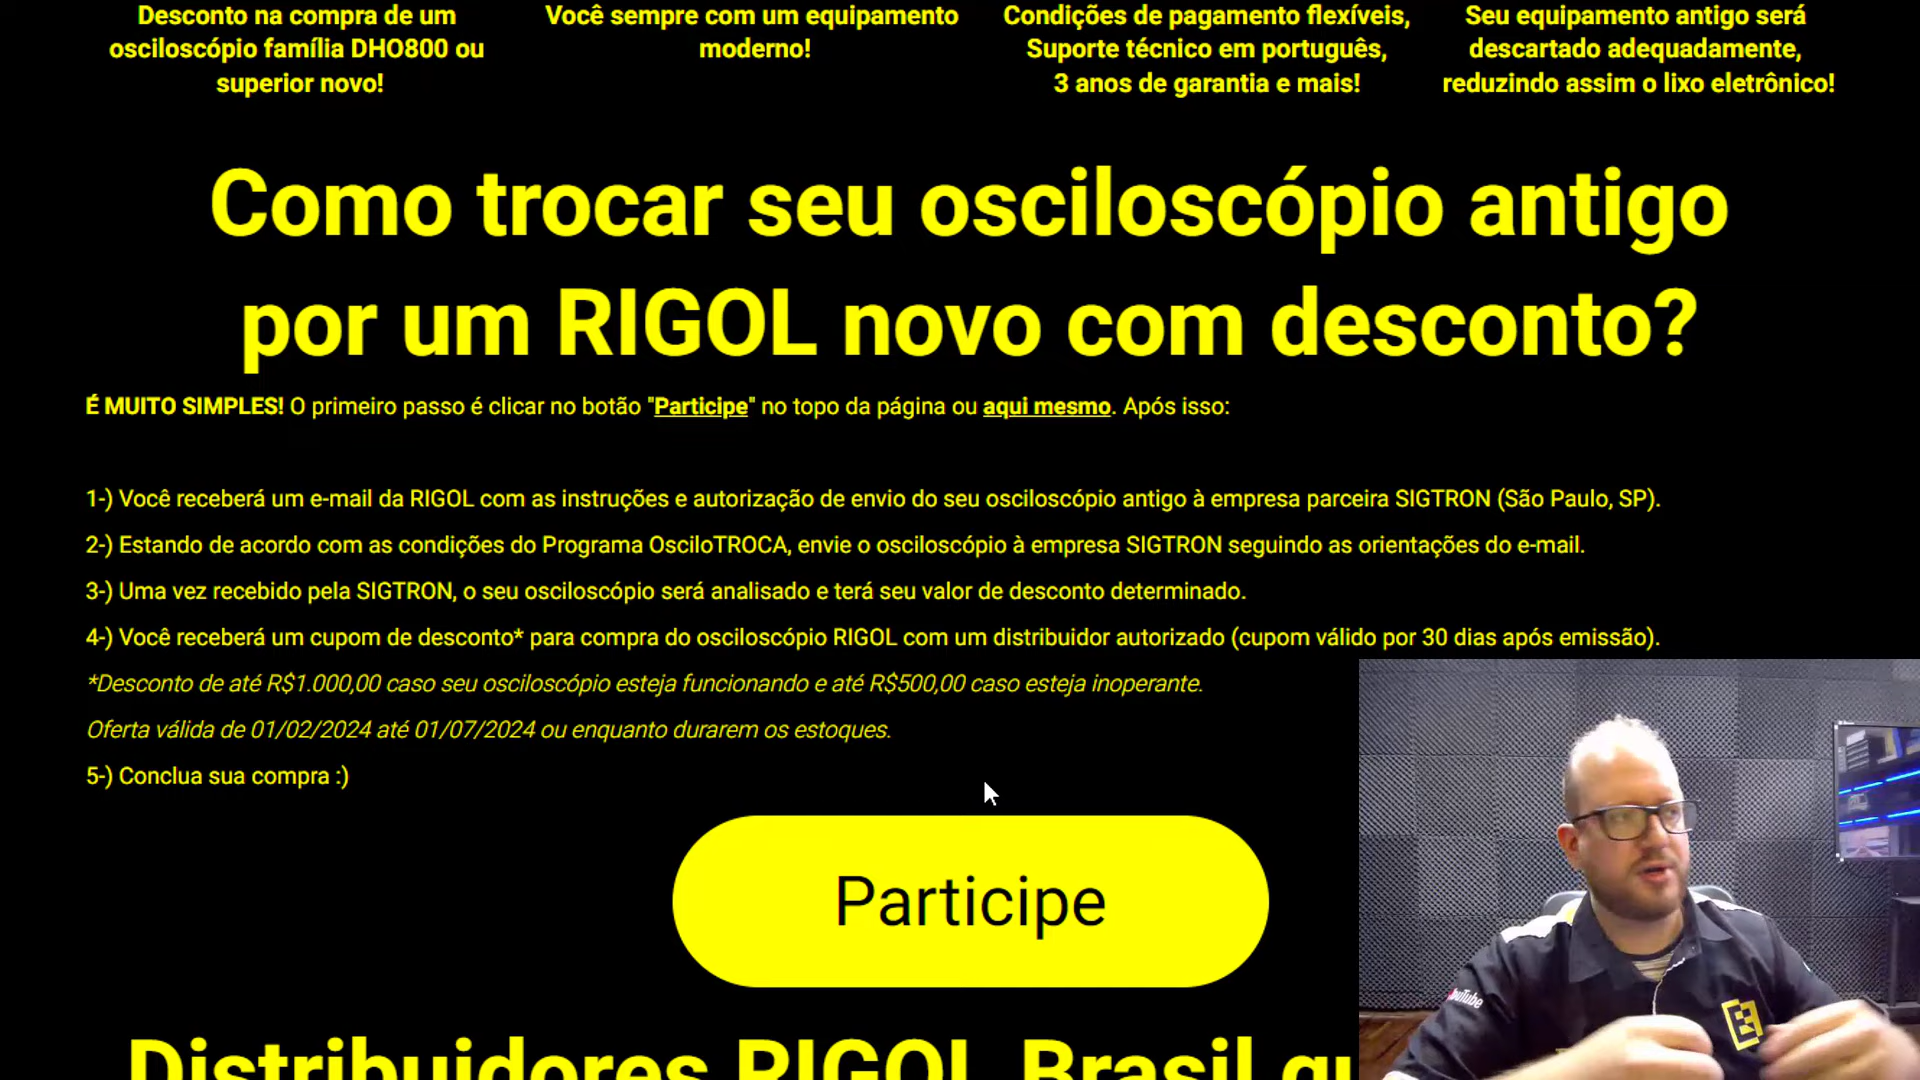 Desconto na compra de um
osciloscópio família DHO800 ou
superior novo!
Você sempre com um equipamento
moderno!
Condições de pagamento flexíveis,
Suporte técnico em português,
3 anos de garantia e mais!
Seu equipamento antigo será
descartado adequadamente,
reduzindo assim o lixo eletrônico!
Como trocar seu osciloscópio antigo
por um RIGOL novo com desconto?
É MUITO SIMPLES! O primeiro passo é clicar no botão "Participe" no topo da página ou aqui mesmo. Após isso:
1-) Você receberá um e-mail da RIGOL com as instruções e autorização de envio do seu osciloscópio antigo à empresa parceira SIGTRON (São Paulo, SP).
2-) Estando de acordo com as condições do Programa OsciloTROCA, envie o osciloscópio à empresa SIGTRON seguindo as orientações do e-mail.
3-) Uma vez recebido pela SIGTRON, o seu osciloscópio será analisado e terá seu valor de desconto determinado.
4-) Você receberá um cupom de desconto* para compra do osciloscópio RIGOL com um distribuidor autorizado (cupom válido por 30 dias após emissão).
*Desconto de até R$1.000,00 caso seu osciloscópio esteja funcionando e até R$500,00 caso esteja inoperante.
Oferta válida de 01/02/2024 até 01/07/2024 ou enquanto durarem os estoques.
5-) Conclua sua compra :)
Participe
Distribuidores RIGOL Brasil